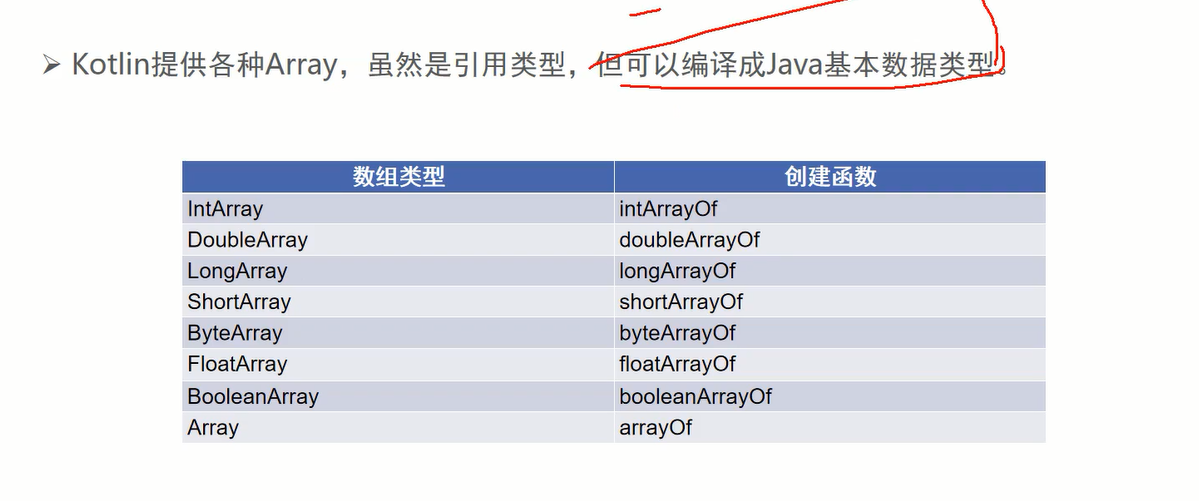 ➢ Kotlin提供各种Array，虽然是引用类型，但可以编译成Java基本数据类型。
数组类型 创建函数
IntArray intArrayOf
DoubleArray doubleArrayOf
LongArray longArrayOf
ShortArray shortArrayOf
ByteArray byteArrayOf
FloatArray floatArrayOf
BooleanArray booleanArrayOf
Array arrayOf